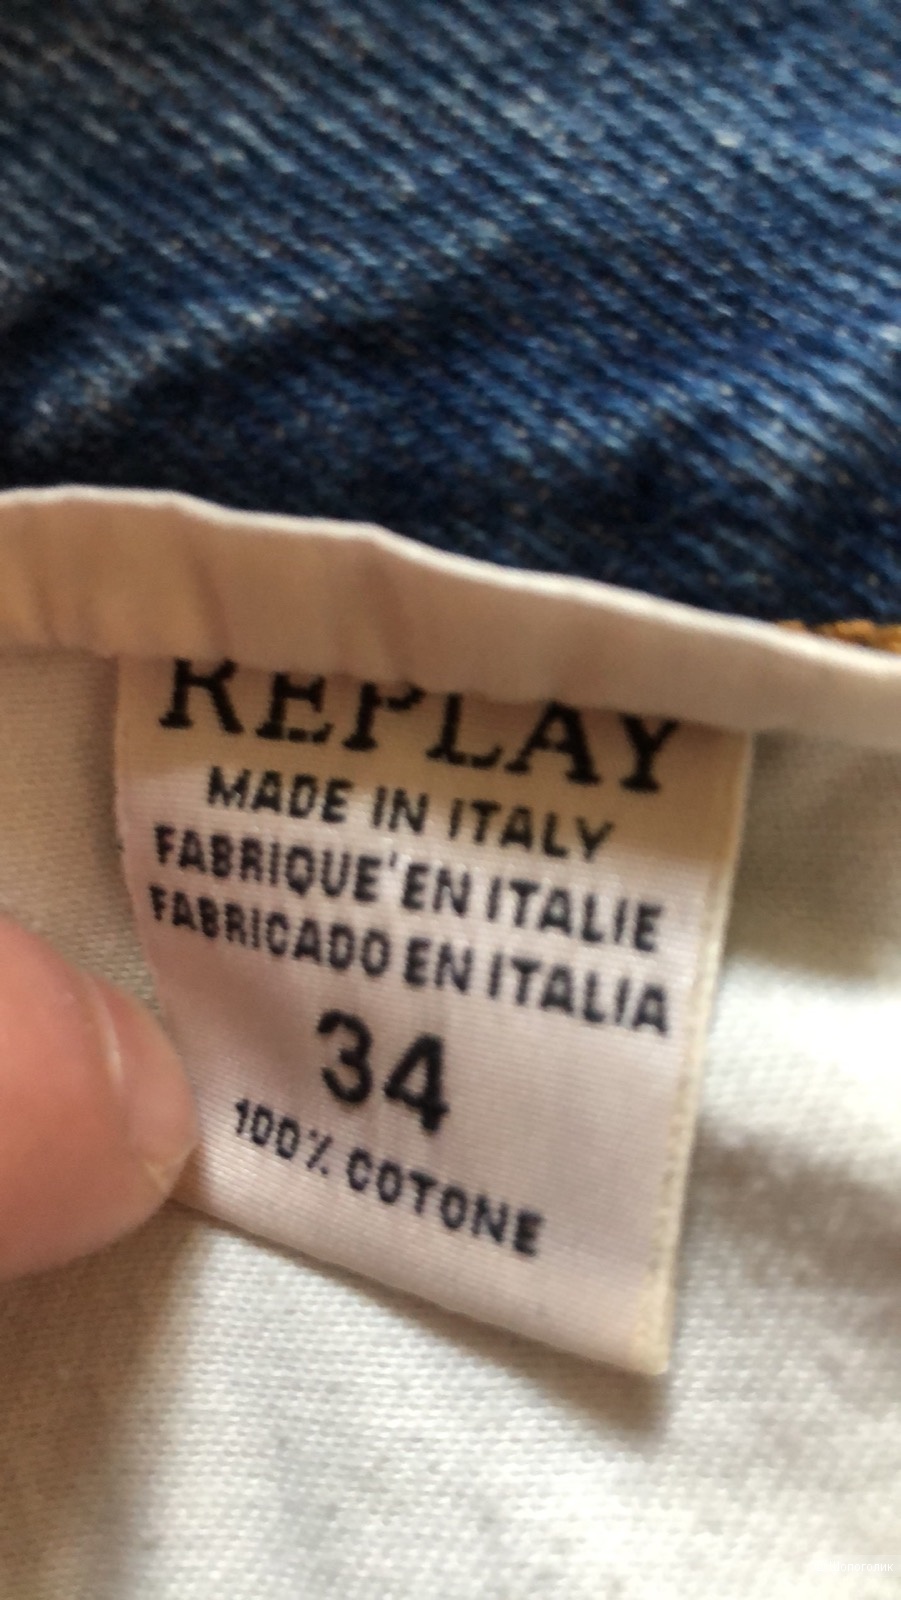 REPLAY
MADE IN ITALY
FABRIQUE'EN ITALIE
FABRICADO EN ITALIA
34
100% COTONE